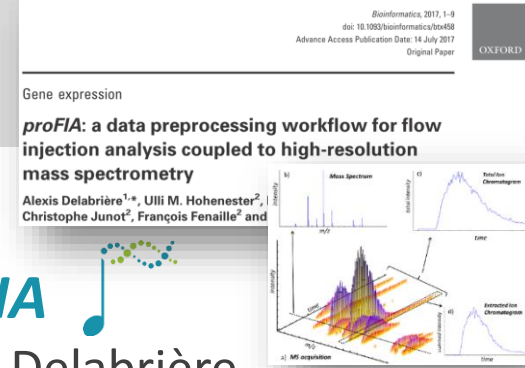 Bioinformatics, 2017, 1–9
doi: 10.1093/bioinformatics/btx458
Advance Access Publication Date: 14 July 2017
Original Paper
OXFORD
Gene expression
proFIA: a data preprocessing workflow for flow
injection analysis coupled to high-resolution
mass spectrometry
Alexis Delabrière1,*, Ulli M. Hohenester2,
Christophe Junot2, François Fenaille2 and
b)
Mass Spectrum
intensity
m/z
c)
Total Ion
Chromatogram
total intensity
time
intensity
time
m/z
a) MS acquisition
d)
Extracted Ion
Chromatogram
time
IA
Delabrière